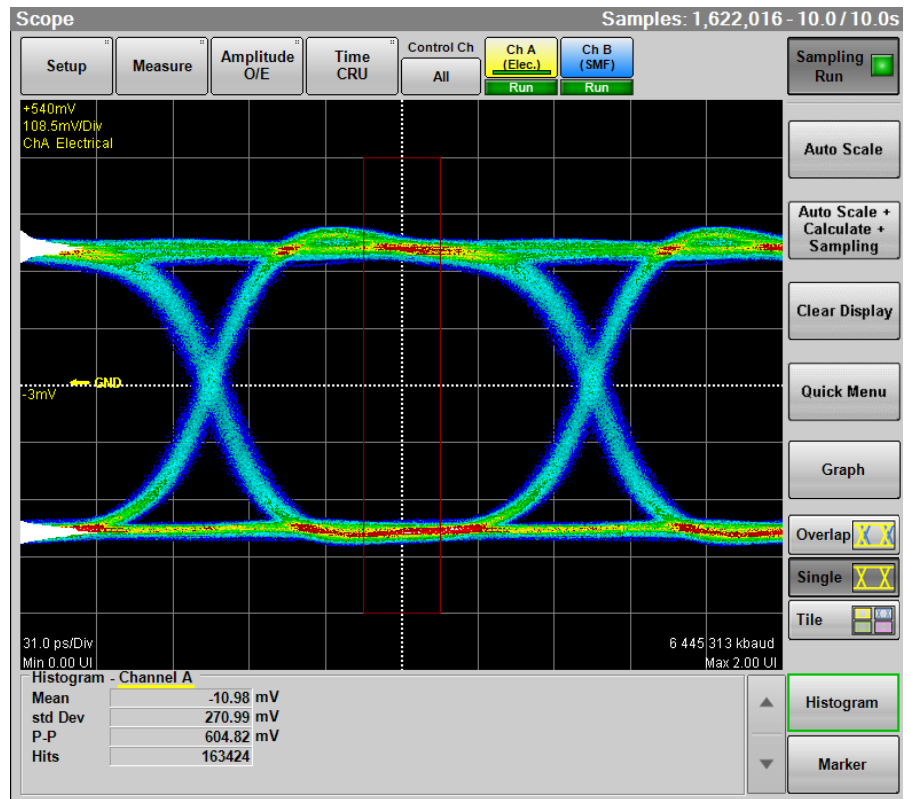 Scope
Samples: 1,622,016 - 10.0 / 10.0s
Setup
Measure
Amplitude
O/E
Time
CRU
Control Ch
All
Ch A
(Elec.)
Run
Ch B
(SMF)
Run
Sampling
Run
+540mV
108.5mV/Div
ChA Electrical
GND
-3mV
31.0 ps/Div
Min 0.00 UI
6 445 313 kbaud
Max 2.00 UI
Auto Scale
Auto Scale +
Calculate +
Sampling
Clear Display
Quick Menu
Graph
Overlap
Single
Tile
Histogram - Channel A
Mean -10.98 mV
std Dev 270.99 mV
P-P 604.82 mV
Hits 163424
Histogram
Marker